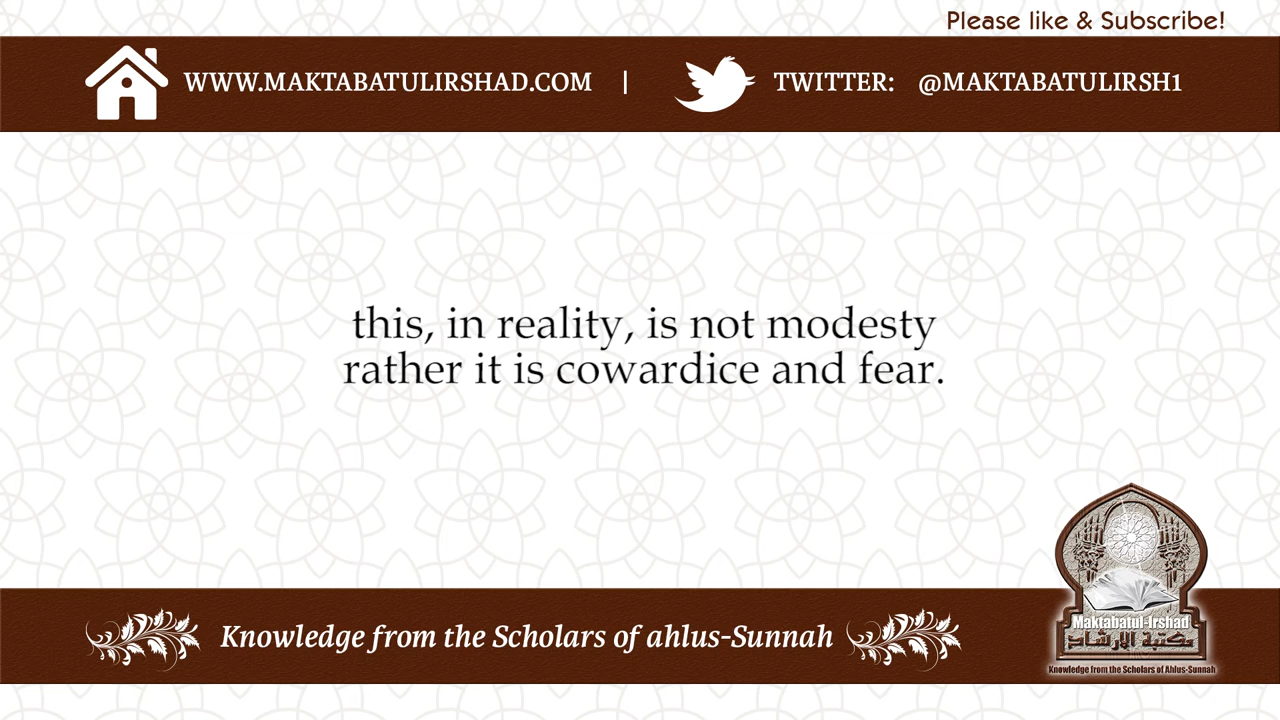 Please like & Subscribe!
WWW.MAKTABATULIRSHAD.COM | TWITTER: @MAKTABATULIRSH1
this, in reality, is not modesty
rather it is cowardice and fear.
Knowledge from the Scholars of ahlus-Sunnah
Maktabatul-Irshad
مكتبة الإرشاد
Knowledge from the Scholars of Ahlus-Sunnah